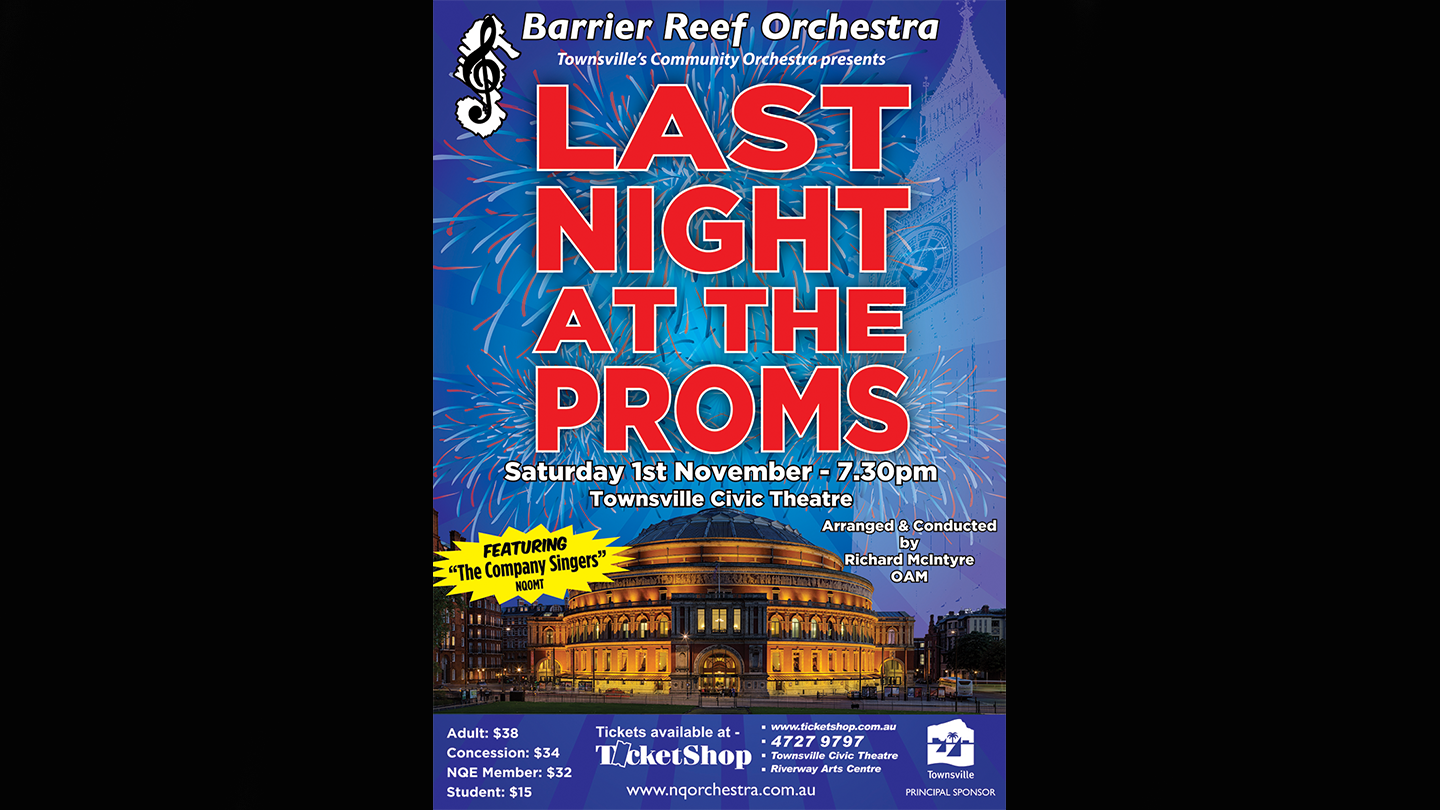 Barrier Reef Orchestra
Townsville's Community Orchestra presents
LAST
NIGHT
AT THE
PROMS
Saturday 1st November - 7.30pm
Townsville Civic Theatre
FEATURING
"The Company Singers"
NQOMT
Arranged & Conducted
by
Richard McIntyre
OAM
Adult: $38
Concession: $34
NQE Member: $32
Student: $15
Tickets available at -
TicketShop
www.ticketshop.com.au
4727 9797
Townsville Civic Theatre
Riverway Arts Centre
www.nqorchestra.com.au
Townsville
PRINCIPAL SPONSOR